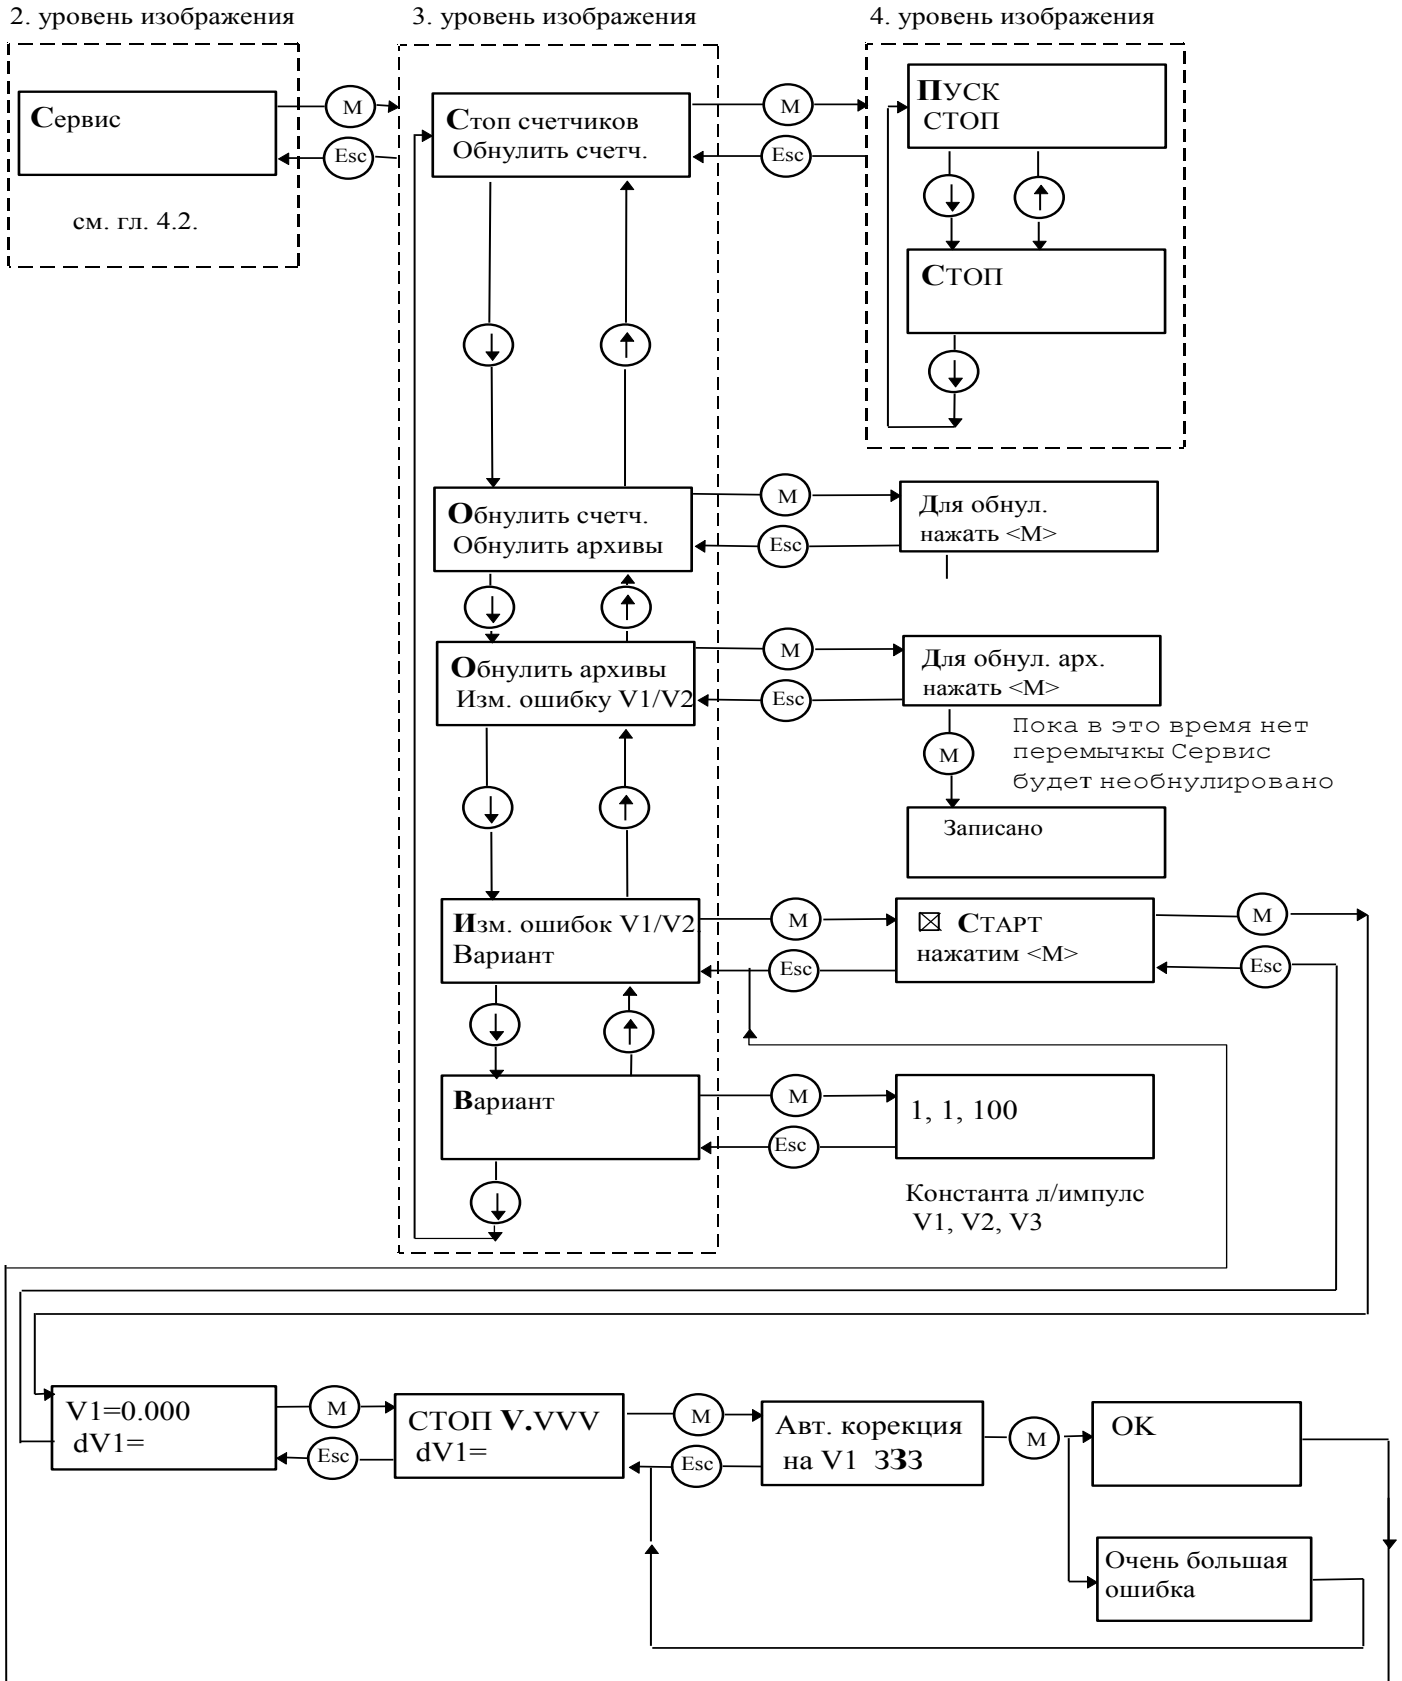 2. уровень изображения
3. уровень изображения
4. уровень изображения
Сервис
М
Esc
см. гл. 4.2.
Стоп счетчиков
Обнулить счетч.
М
Esc
ПУСК
СТОП
СТОП
Обнулить счетч.
Обнулить архивы
М
Esc
Для обнул.
нажать <М>
Обнулить архивы
Изм. ошибку V1/V2
М
Esc
Для обнул. арх.
нажать <М>
М
Пока в это время нет
перемычки Сервис
будет необнулировано
Записано
Изм. ошибок V1/V2.
Вариант
М
Esc
☒ СТАРТ
нажатим <М>
М
Esc
Вариант
М
Esc
1, 1, 100
Константа л/импулс
V1, V2, V3
V1=0.000
dV1=
М
Esc
СТОП V.VVV
dV1=
М
Esc
Авт. корекция
на V1 ЗЗЗ
М
OK
Очень большая
ошибка